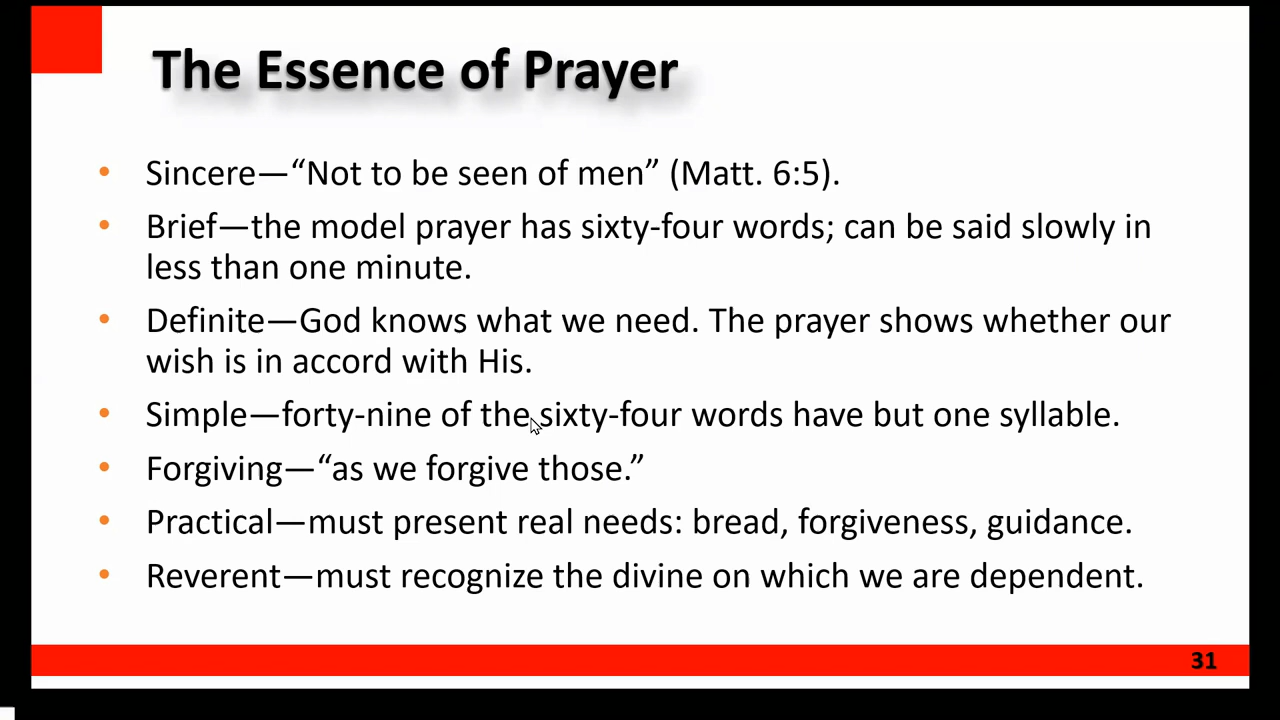 The Essence of Prayer
• Sincere—“Not to be seen of men” (Matt. 6:5).
• Brief—the model prayer has sixty-four words; can be said slowly in
less than one minute.
• Definite—God knows what we need. The prayer shows whether our
wish is in accord with His.
• Simple—forty-nine of the sixty-four words have but one syllable.
• Forgiving—“as we forgive those.”
• Practical—must present real needs: bread, forgiveness, guidance.
• Reverent—must recognize the divine on which we are dependent.
31